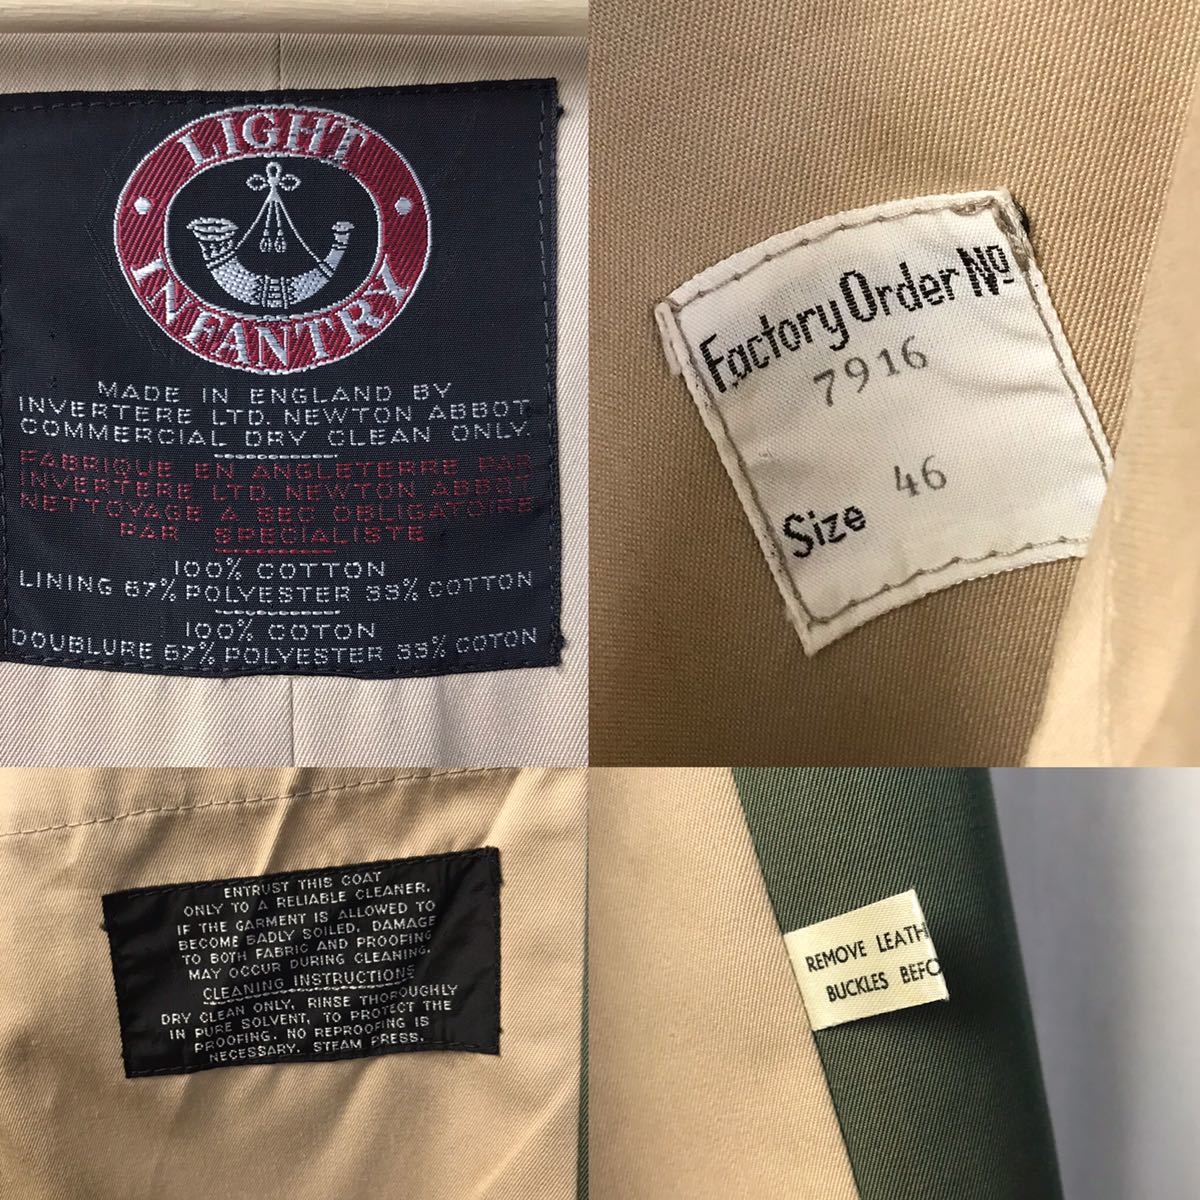 LIGHT
INFANTRY
MADE IN ENGLAND BY
INVERTERE LTD. NEWTON ABBOT
COMMERCIAL DRY CLEAN ONLY.
FABRIQUE EN ANGLETERRE PAR
INVERTERE LTD. NEWTON ABBOT
NETTOYAGE A SEC OBLIGATOIRE
PAR SPECIALISTE
100% COTTON
LINING 67% POLYESTER 33% COTTON
100% COTON
DOUBLURE 67% POLYESTER 33% COTON
Factory Order No
7916
Size 46
ENTRUST THIS COAT
ONLY TO A RELIABLE CLEANER.
IF THE GARMENT IS ALLOWED TO
BECOME BADLY SOILED, DAMAGE
TO BOTH FABRIC AND PROOFING
MAY OCCUR DURING CLEANING.
CLEANING INSTRUCTIONS
DRY CLEAN ONLY, RINSE THOROUGHLY
IN PURE SOLVENT, TO PROTECT THE
PROOFING. NO REPROOFING IS
NECESSARY. STEAM PRESS.
REMOVE LEATH
BUCKLES BEFO